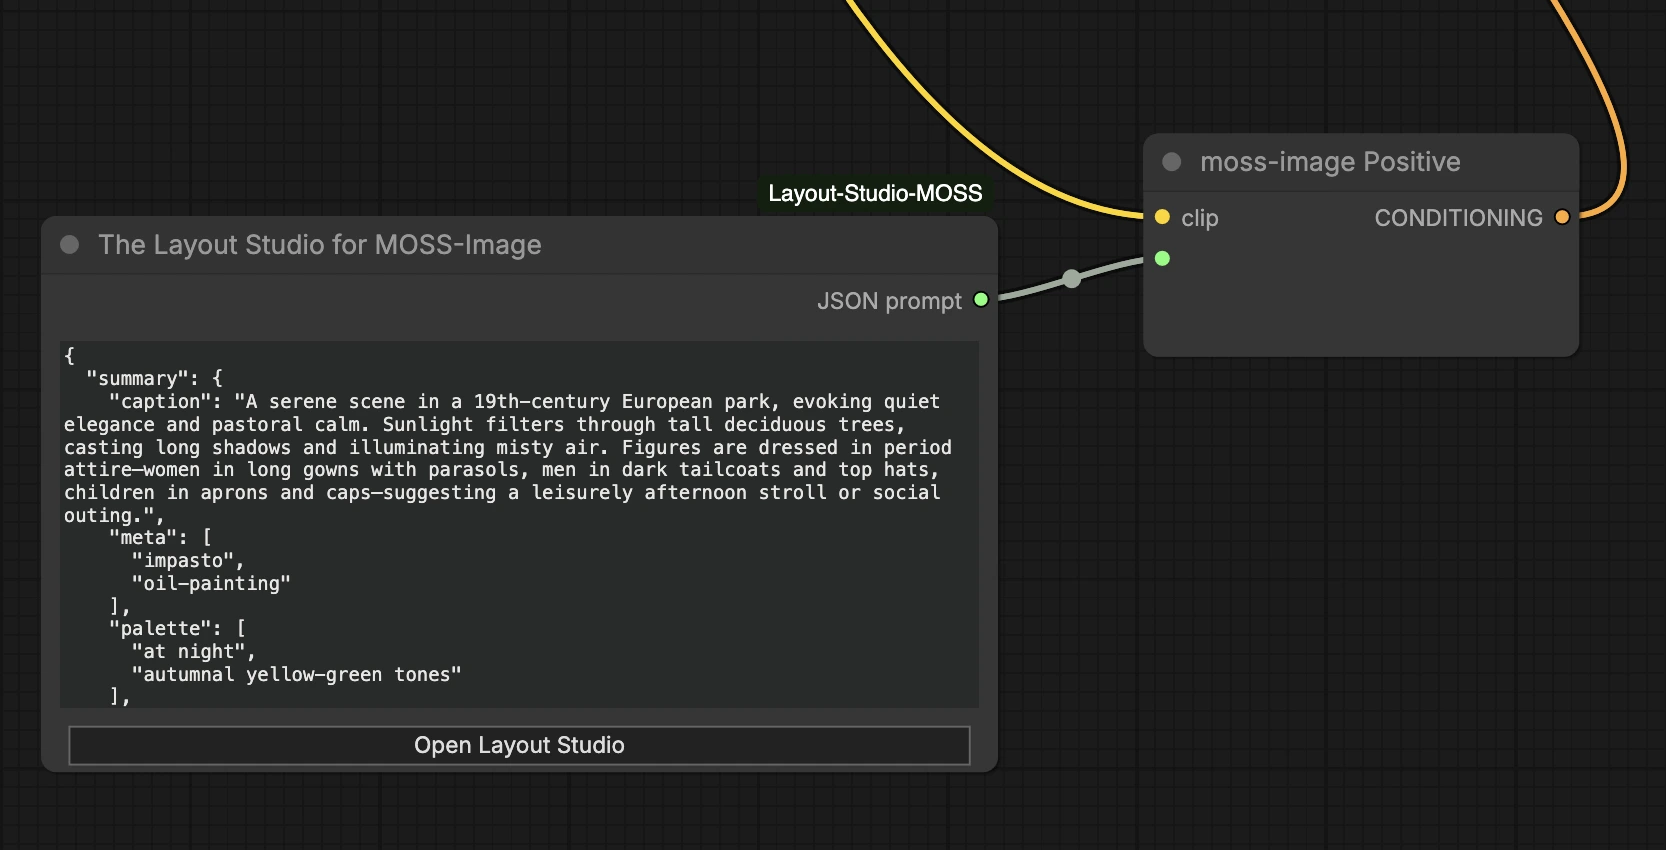 Layout-Studio-MOSS
The Layout Studio for MOSS-Image
JSON prompt
{
  "summary": {
    "caption": "A serene scene in a 19th-century European park, evoking quiet
elegance and pastoral calm. Sunlight filters through tall deciduous trees,
casting long shadows and illuminating misty air. Figures are dressed in period
attire—women in long gowns with parasols, men in dark tailcoats and top hats,
children in aprons and caps—suggesting a leisurely afternoon stroll or social
outing.",
    "meta": [
      "impasto",
      "oil-painting"
    ],
    "palette": [
      "at night",
      "autumnal yellow-green tones"
    ],
Open Layout Studio
moss-image Positive
clip
CONDITIONING